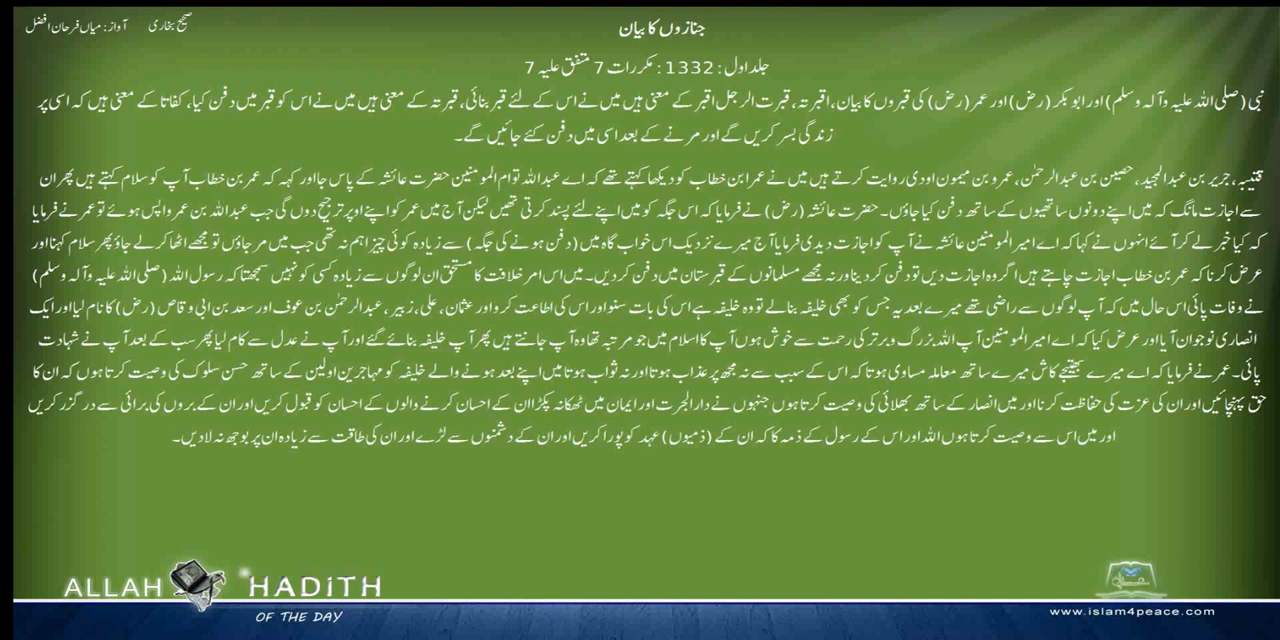 صحیح بخاری
آواز: میاں فرحان افضل
جنازوں کا بیان
جلد اول : 1332 : مکررات 7 متفق علیہ 7
نبی (صلی اللہ علیہ وآلہ وسلم) اور ابوبکر (رض) اور عمر (رض) کی قبروں کا بیان، اقبرتہ، قبرت الرجل اقبر کے معنی ہیں میں نے اس کے لئے قبر بنائی، قبرتہ کے معنی ہیں میں نے اس کو قبر میں دفن کیا، کفاتا کے معنی ہیں کہ اسی پر
زندگی بسر کریں گے اور مرنے کے بعد اسی میں دفن کئے جائیں گے۔
قتیبہ، جریر بن عبدالمجید، حصین بن عبدالرحمٰن، عمرو بن میمون اودی روایت کرتے ہیں میں نے عمر ابن خطاب کو دیکھا کہتے تھے کہ اے عبداللہ تو ام المومنین حضرت عائشہ کے پاس جا اور کہہ کہ عمر بن خطاب آپ کو سلام کہتے ہیں پھر ان
سے اجازت مانگ کہ میں اپنے دونوں ساتھیوں کے ساتھ دفن کیا جاؤں۔ حضرت عائشہ (رض) نے فرمایا کہ اس جگہ کو میں اپنے لئے پسند کرتی تھیں لیکن آج میں عمر کو اپنے اوپر ترجیح دوں گی جب عبداللہ بن عمر واپس ہوئے تو عمر نے فرمایا
کہ کیا خبر لے کر آئے انہوں نے کہا کہ اے امیرالمومنین عائشہ نے آپ کو اجازت دیدی فرمایا آج میرے نزدیک اس خواب گاہ میں (دفن ہونے کی جگہ) سے زیادہ کوئی چیز اہم نہ تھی جب میں مر جاؤں تو مجھے اٹھا کر لے جاؤ پھر سلام کہنا اور
عرض کرنا کہ عمر بن خطاب اجازت چاہتے ہیں اگر وہ اجازت دیں تو دفن کر دینا ورنہ مجھے مسلمانوں کے قبرستان میں دفن کر دیں۔ میں اس امر خلافت کا مستحق ان لوگوں سے زیادہ کسی کو نہیں سمجھتا کہ رسول اللہ (صلی اللہ علیہ وآلہ وسلم)
نے وفات پائی اس حال میں کہ آپ لوگوں سے راضی تھے میرے بعد یہ جس کو بھی خلیفہ بنالے تو وہ خلیفہ ہے اس کی بات سنو اور اس کی اطاعت کرو اور عثمان، علی، زبیر، عبدالرحمٰن بن عوف اور سعد بن ابی وقاص (رض) کا نام لیا اور ایک
انصاری نوجوان آیا اور عرض کیا کہ اے امیرالمومنین آپ اللہ بزرگ وبرتر کی رحمت سے خوش ہوں آپ کا اسلام میں جو مرتبہ تھا وہ آپ جانتے ہیں پھر آپ خلیفہ بنائے گئے اور آپ نے عدل سے کام لیا پھر سب کے بعد آپ نے شہادت
پائی۔ عمر نے فرمایا کہ اے میرے بھتیجے کاش میرے ساتھ معاملہ مساوی ہوتا کہ اس کے سبب سے نہ مجھ پر عذاب ہوتا اور نہ ثواب ہوتا میں اپنے بعد ہونے والے خلیفہ کو مہاجرین اولین کے ساتھ حسن سلوک کی وصیت کرتا ہوں کہ ان کا
حق پہنچائیں اور ان کی عزت کی حفاظت کرنا اور میں انصار کے ساتھ بھلائی کی وصیت کرتا ہوں جنہوں نے دارالہجرت اور ایمان میں ٹھکانہ پکڑا ان کے احسان کرنے والوں کے احسان کو قبول کریں اور ان کے بروں کی برائی سے درگزر کریں
اور میں اس سے وصیت کرتا ہوں اللہ اور اس کے رسول کے ذمہ کا کہ ان کے (ذمیوں) عہد کو پورا کریں اور ان کے دشمنوں سے لڑے اور ان کی طاقت سے زیادہ ان پر بوجھ نہ لادیں۔
ALLAH HADITH
OF THE DAY
www.islam4peace.com